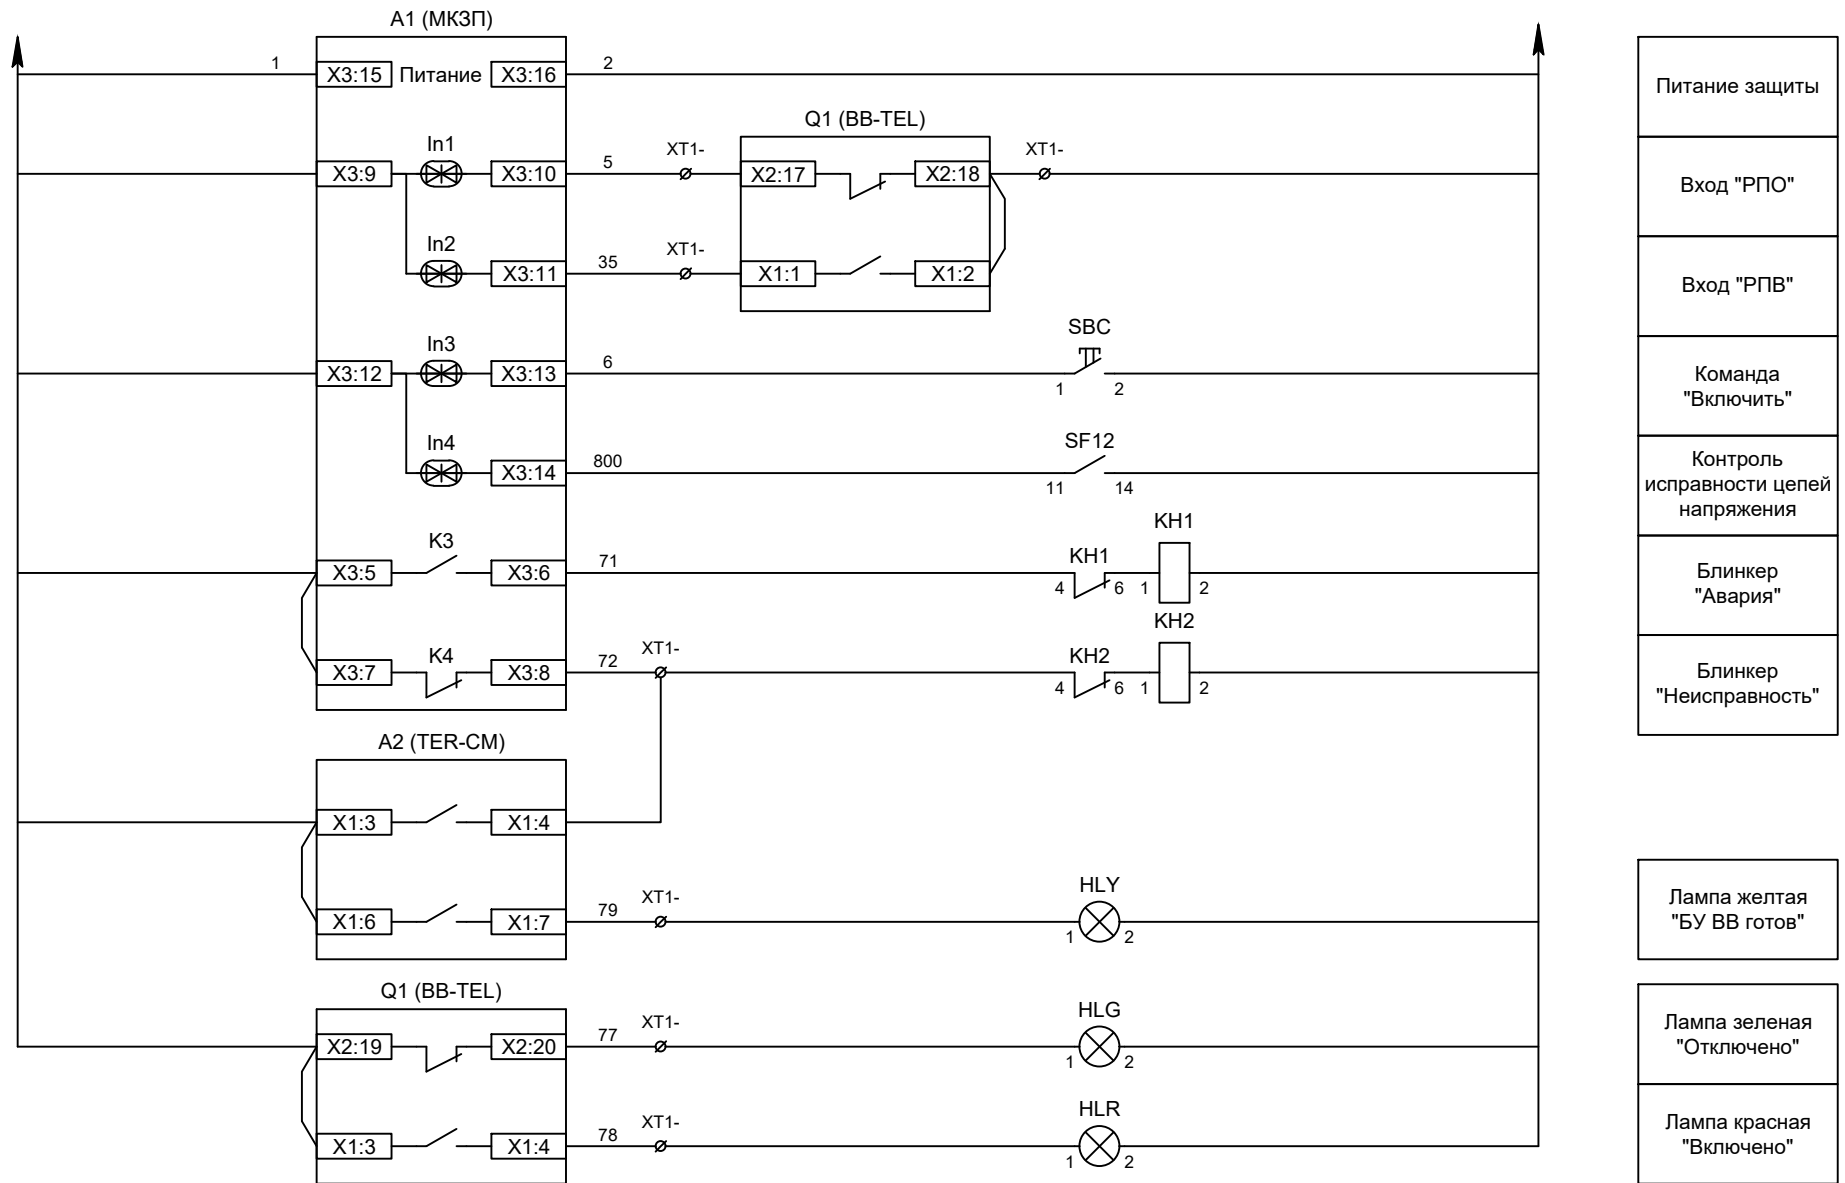 A1 (МКЗП)
1 X3:15 Питание X3:16 2
Питание защиты
Q1 (BB-TEL)
In1
X3:9 X3:10 5 XT1- X2:17 X2:18 XT1-
Вход "РПО"
In2
X3:11 35 XT1- X1:1 X1:2
Вход "РПВ"
In3 SBC
X3:12 X3:13 6 1 2
Команда
"Включить"
In4 SF12
X3:14 800 11 14
Контроль
исправности цепей
напряжения
K3 KH1 KH1
X3:5 X3:6 71 4 6 1 2
Блинкер
"Авария"
K4 XT1- KH2 KH2
X3:7 X3:8 72 4 6 1 2
Блинкер
"Неисправность"
A2 (TER-CM)
X1:3 X1:4
XT1- HLY
X1:6 X1:7 79 1 2
Лампа желтая
"БУ ВВ готов"
Q1 (BB-TEL)
XT1- HLG
X2:19 X2:20 77 1 2
Лампа зеленая
"Отключено"
XT1- HLR
X1:3 X1:4 78 1 2
Лампа красная
"Включено"